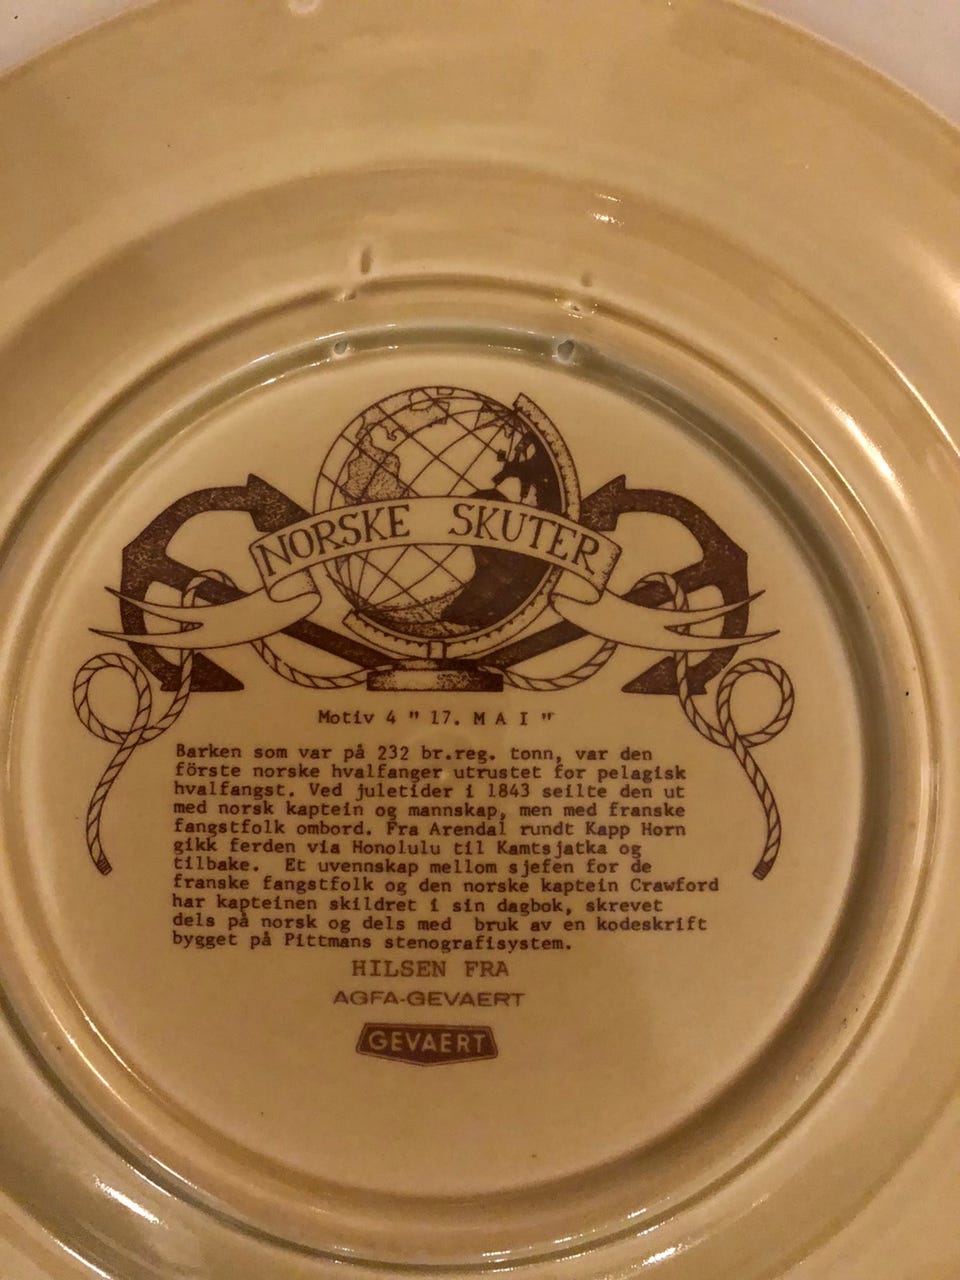 NORSKE SKUTER
Motiv 4 " 17. M A I "
Barken som var på 232 br.reg. tonn, var den
förste norske hvalfanger utrustet for pelagisk
hvalfangst. Ved juletider i 1843 seilte den ut
med norsk kaptein og mannskap, men med franske
fangstfolk ombord. Fra Arendal rundt Kapp Horn
gikk ferden via Honolulu til Kamtsjatka og
tilbake. Et uvennskap mellom sjefen for de
franske fangstfolk og den norske kaptein Crawford
har kapteinen skildret i sin dagbok, skrevet
dels på norsk og dels med bruk av en kodeskrift
bygget på Pittmans stenografisystem.
HILSEN FRA
AGFA-GEVAERT
GEVAERT